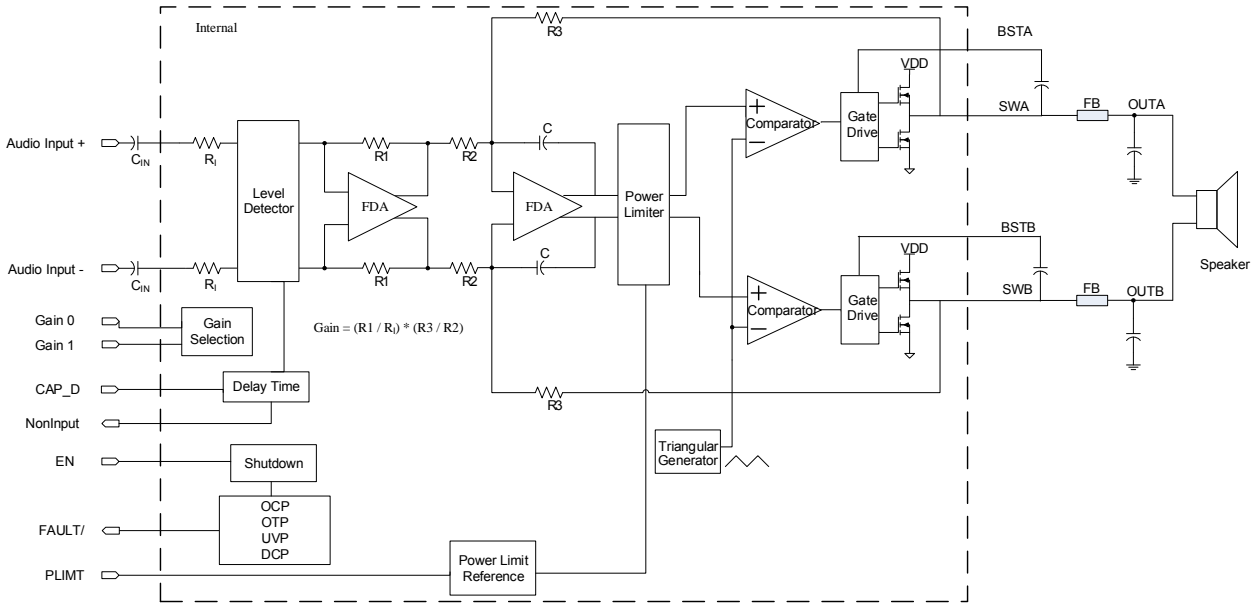 Internal
R3
BSTA
VDD
FB
OUTA
SWA
Audio Input +
C_IN
R_I
Level
Detector
R1
R2
C
FDA
FDA
Power
Limiter
Comparator
Gate
Drive
Audio Input -
C_IN
R_I
R1
R2
C
BSTB
VDD
FB
OUTB
SWB
Speaker
Comparator
Gate
Drive
Gain 0
Gain 1
Gain
Selection
Gain = (R1 / R_I) * (R3 / R2)
CAP_D
Delay Time
R3
NonInput
Triangular
Generator
EN
Shutdown
FAULT/
OCP
OTP
UVP
DCP
PLIMT
Power Limit
Reference